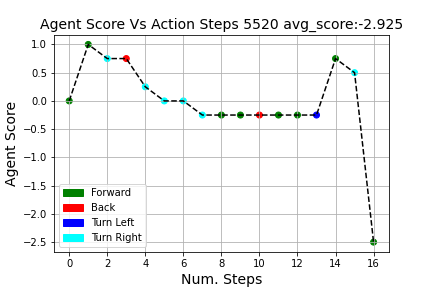 Agent Score Vs Action Steps 5520 avg_score:-2.925
1.0
0.5
0.0
−0.5
−1.0
−1.5
−2.0
−2.5
Agent Score
Forward
Back
Turn Left
Turn Right
0 2 4 6 8 10 12 14 16
Num. Steps